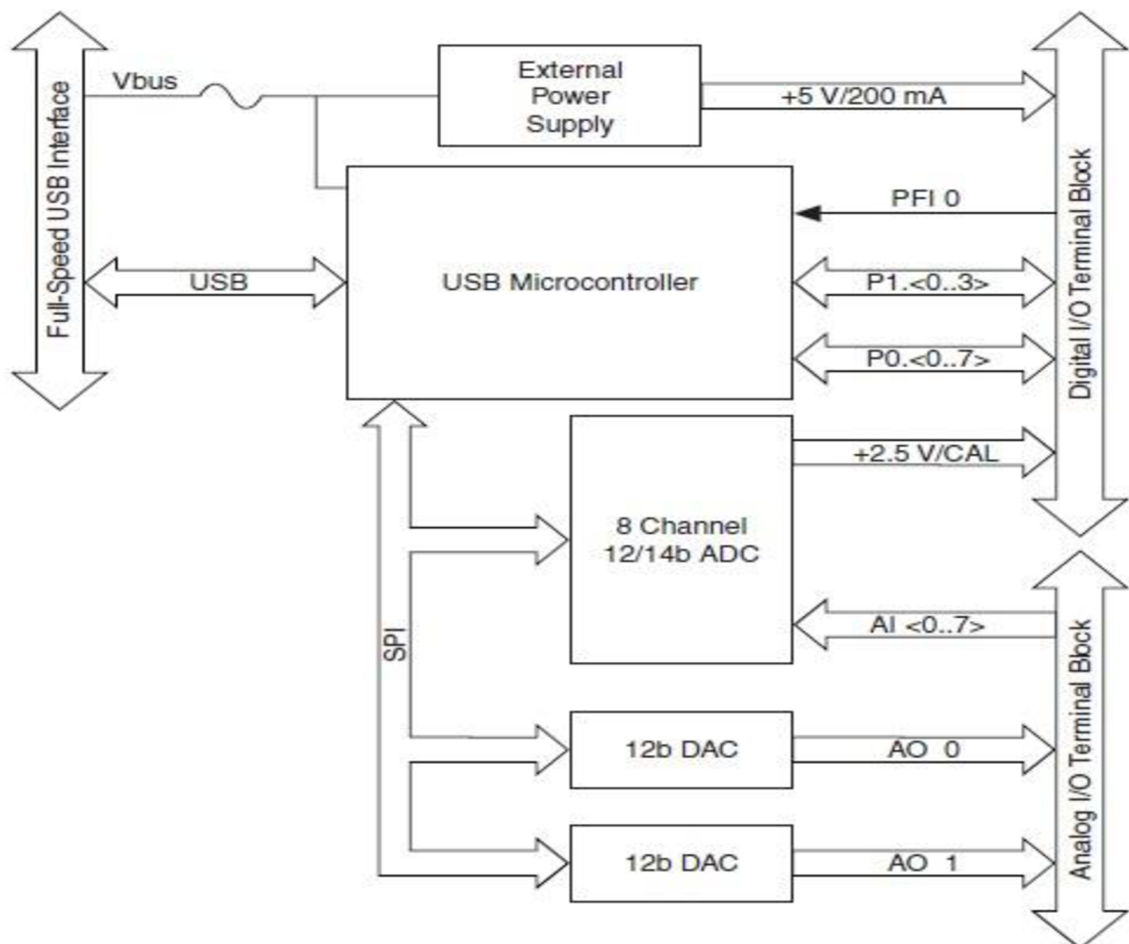 Full-Speed USB Interface
Vbus
External
Power
Supply
+5 V/200 mA
Digital I/O Terminal Block
PFI 0
USB
USB Microcontroller
P1.<0..3>
P0.<0..7>
+2.5 V/CAL
8 Channel
12/14b ADC
SPI
AI <0..7>
Analog I/O Terminal Block
12b DAC
AO 0
12b DAC
AO 1